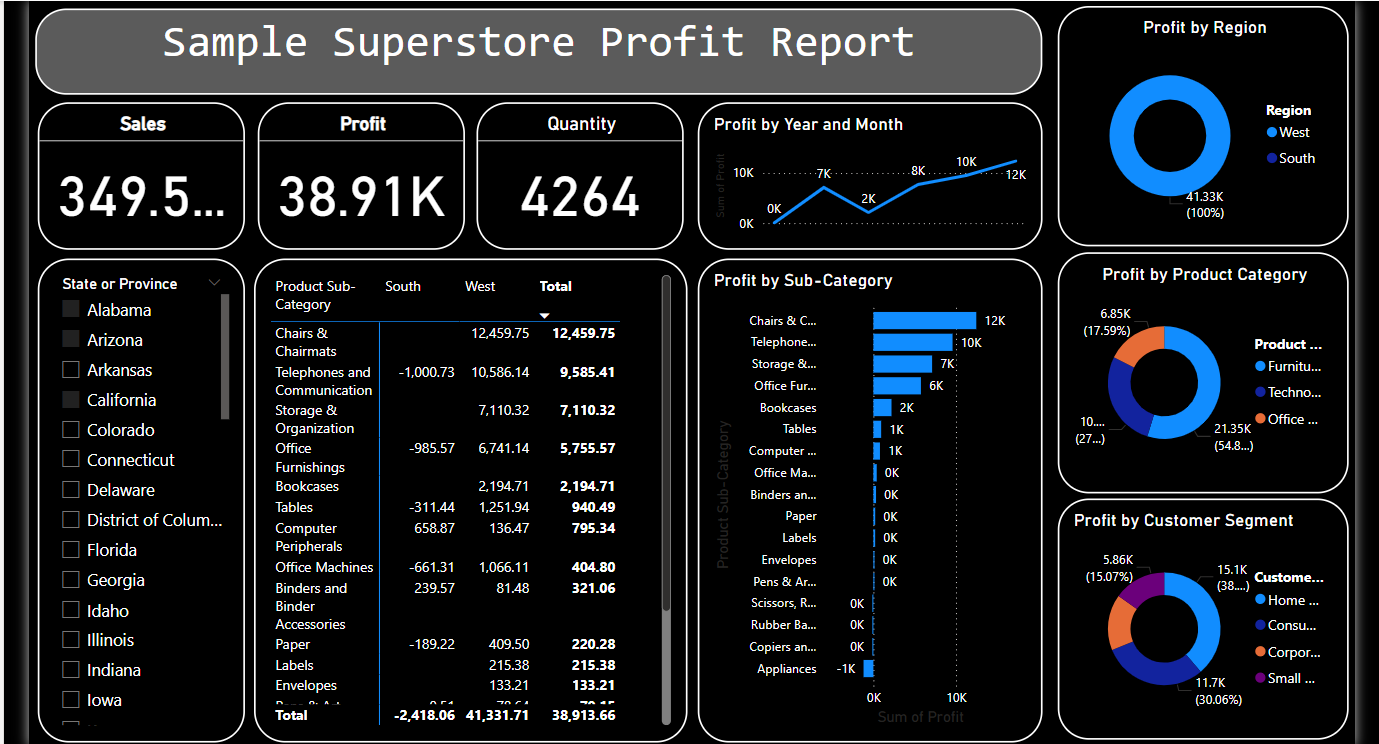 Sample Superstore Profit Report
Sales
349.5...
Profit
38.91K
Quantity
4264
Profit by Year and Month
Sum of Profit
10K
0K
0K
7K
2K
8K
10K
12K
Profit by Region
41.33K
(100%)
Region
West
South
State or Province
Alabama
Arizona
Arkansas
California
Colorado
Connecticut
Delaware
District of Colum...
Florida
Georgia
Idaho
Illinois
Indiana
Iowa
Product Sub-
Category
South
West
Total
Chairs &
Chairmats
12,459.75
12,459.75
Telephones and
Communication
-1,000.73
10,586.14
9,585.41
Storage &
Organization
7,110.32
7,110.32
Office
Furnishings
-985.57
6,741.14
5,755.57
Bookcases
2,194.71
2,194.71
Tables
-311.44
1,251.94
940.49
Computer
Peripherals
658.87
136.47
795.34
Office Machines
-661.31
1,066.11
404.80
Binders and
Binder
Accessories
239.57
81.48
321.06
Paper
-189.22
409.50
220.28
Labels
215.38
215.38
Envelopes
133.21
133.21
Total
-2,418.06
41,331.71
38,913.66
Profit by Sub-Category
Product Sub-Category
Chairs & C...
12K
Telephone...
10K
Storage &...
7K
Office Fur...
6K
Bookcases
2K
Tables
1K
Computer ...
1K
Office Ma...
0K
Binders an...
0K
Paper
0K
Labels
0K
Envelopes
0K
Pens & Ar...
0K
Scissors, R...
0K
Rubber Ba...
0K
Copiers an...
0K
Appliances
-1K
0K
10K
Sum of Profit
Profit by Product Category
6.85K
(17.59%)
10....
(27...)
21.35K
(54.8...)
Product ...
Furnitu...
Techno...
Office ...
Profit by Customer Segment
5.86K
(15.07%)
15.1K
(38....)
11.7K
(30.06%)
Custome...
Home ...
Consu...
Corpor...
Small ...